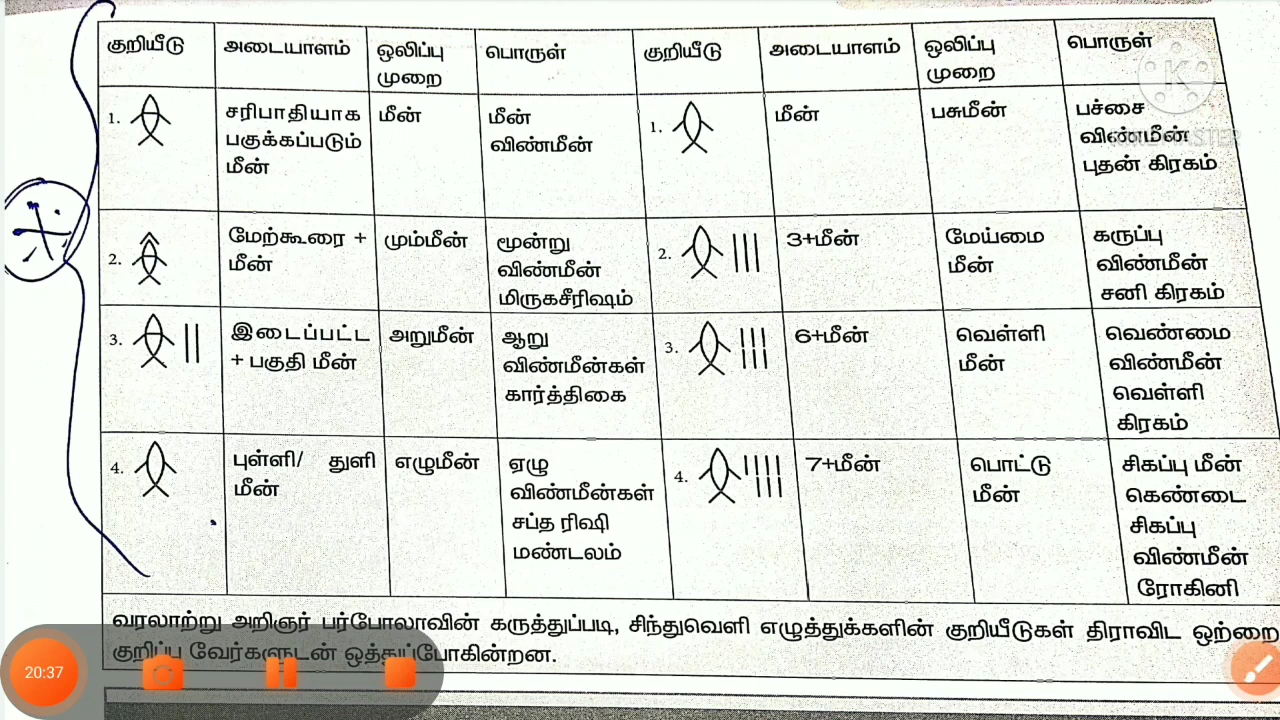 குறியீடு அடையாளம் ஒலிப்பு முறை பொருள் குறியீடு அடையாளம் ஒலிப்பு முறை பொருள்
1.
சரிபாதியாக
பகுக்கப்படும்
மீன்
மீன்
மீன்
விண்மீன்
1.
மீன்
பசுமீன்
பச்சை
விண்மீன்
புதன் கிரகம்
2.
மேற்கூரை +
மீன்
மும்மீன்
மூன்று
விண்மீன்
மிருகசீரிஷம்
2.
3+மீன்
மேய்மை
மீன்
கருப்பு
விண்மீன்
சனி கிரகம்
3.
இடைப்பட்ட
+ பகுதி மீன்
அறுமீன்
ஆறு
விண்மீன்கள்
கார்த்திகை
3.
6+மீன்
வெள்ளி
மீன்
வெண்மை
விண்மீன்
வெள்ளி
கிரகம்
4.
புள்ளி/ துளி
மீன்
எழுமீன்
ஏழு
விண்மீன்கள்
சப்த ரிஷி
மண்டலம்
4.
7+மீன்
பொட்டு
மீன்
சிகப்பு மீன்
கெண்டை
சிகப்பு
விண்மீன்
ரோகினி
வரலாற்று அறிஞர் பர்போலாவின் கருத்துப்படி, சிந்துவெளி எழுத்துக்களின் குறியீடுகள் திராவிட ஒற்றை
குறிப்பு வேர்களுடன் ஒத்துப்போகின்றன.
20:37